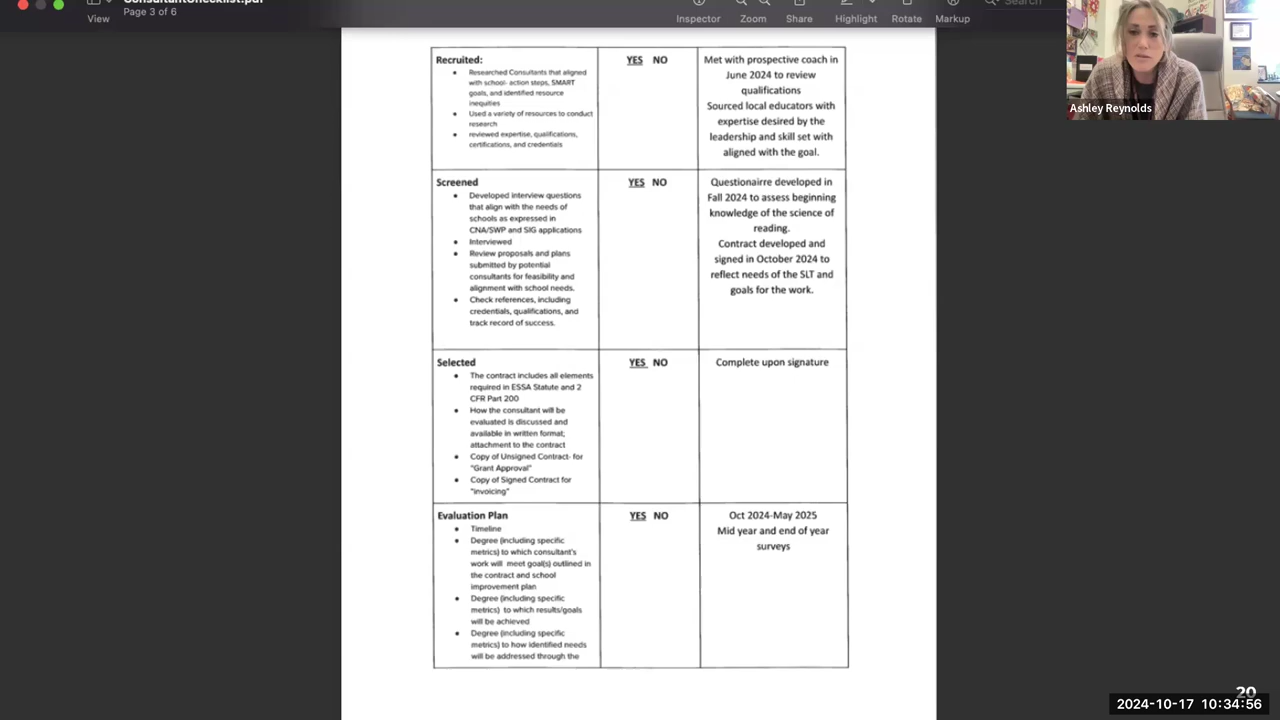 ConsultantChecklist.pdf
Page 3 of 6
View
Inspector
Zoom
Share
Highlight
Rotate
Markup
Search
Ashley Reynolds
Recruited:
• Researched Consultants that aligned
with school- action steps, SMART
goals, and identified resource
inequities
• Used a variety of resources to conduct
research
• reviewed expertise, qualifications,
certifications, and credentials
YES NO
Met with prospective coach in
June 2024 to review
qualifications
Sourced local educators with
expertise desired by the
leadership and skill set with
aligned with the goal.
Screened
• Developed interview questions
that align with the needs of
schools as expressed in
CNA/SWP and SIG applications
• Interviewed
• Review proposals and plans
submitted by potential
consultants for feasibility and
alignment with school needs.
• Check references, including
credentials, qualifications, and
track record of success.
YES NO
Questionairre developed in
Fall 2024 to assess beginning
knowledge of the science of
reading.
Contract developed and
signed in October 2024 to
reflect needs of the SLT and
goals for the work.
Selected
• The contract includes all elements
required in ESSA Statute and 2
CFR Part 200
• How the consultant will be
evaluated is discussed and
available in written format;
attachment to the contract
• Copy of Unsigned Contract- for
"Grant Approval"
• Copy of Signed Contract for
"invoicing"
YES NO
Complete upon signature
Evaluation Plan
• Timeline
• Degree (including specific
metrics) to which consultant's
work will meet goal(s) outlined in
the contract and school
improvement plan
• Degree (including specific
metrics) to which results/goals
will be achieved
• Degree (including specific
metrics) to how identified needs
will be addressed through the
YES NO
Oct 2024-May 2025
Mid year and end of year
surveys
20
2024-10-17 10:34:56